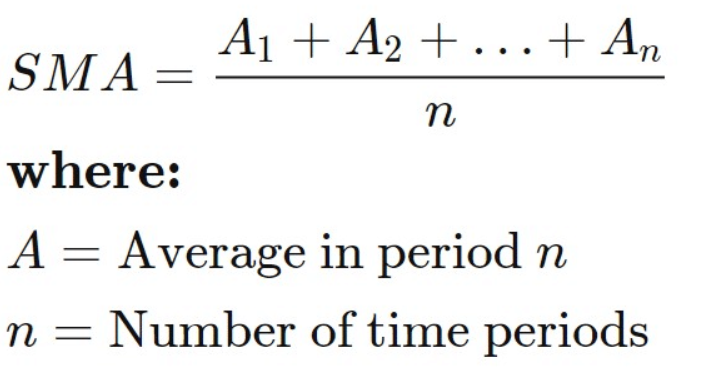 SMA = A₁ + A₂ + . . . + Aₙ / n
where:
A = Average in period n
n = Number of time periods